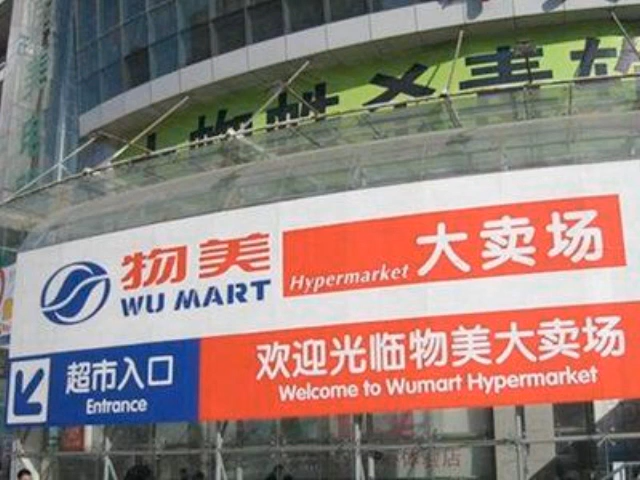 物美
WU MART
Hypermarket 大卖场
超市入口
Entrance
欢迎光临物美大卖场
Welcome to Wumart Hypermarket